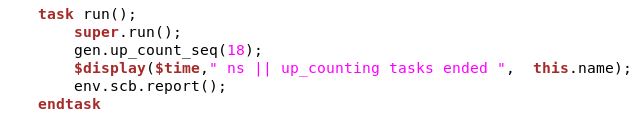 task run();
super.run();
gen.up_count_seq(18);
$display($time," ns || up_counting tasks ended ",  this.name);
env.scb.report();
endtask